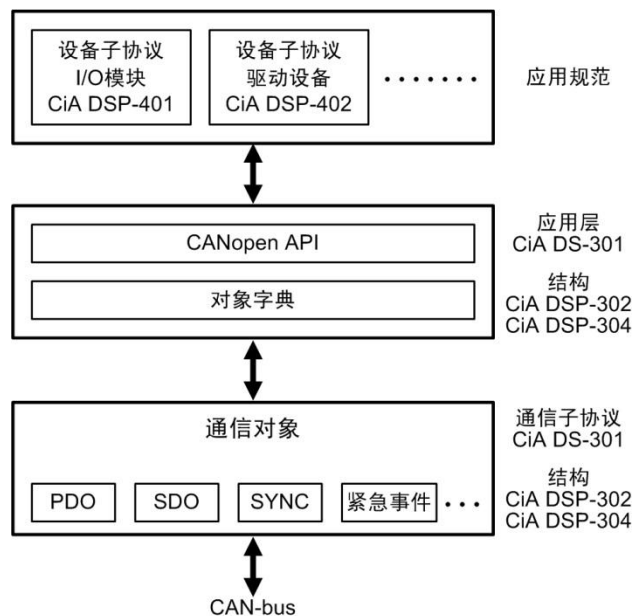 设备子协议
I/O模块
CiA DSP-401
设备子协议
驱动设备
CiA DSP-402
·······
应用规范
CANopen API
对象字典
应用层
CiA DS-301
结构
CiA DSP-302
CiA DSP-304
通信对象
PDO
SDO
SYNC
紧急事件
···
通信子协议
CiA DS-301
结构
CiA DSP-302
CiA DSP-304
CAN-bus